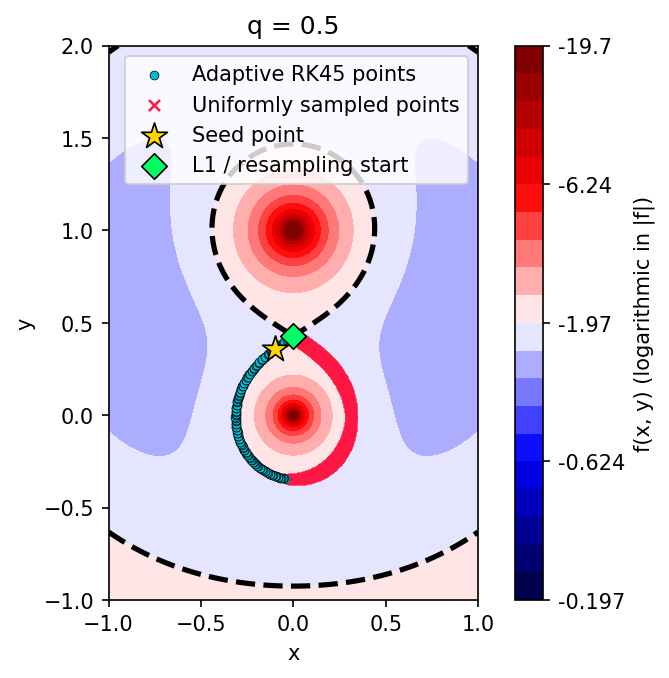 q = 0.5
Adaptive RK45 points
Uniformly sampled points
Seed point
L1 / resampling start
2.0
1.5
1.0
0.5
0.0
−0.5
−1.0
y
−1.0
−0.5
0.0
0.5
1.0
x
-19.7
-6.24
-1.97
-0.624
-0.197
f(x, y) (logarithmic in |f|)